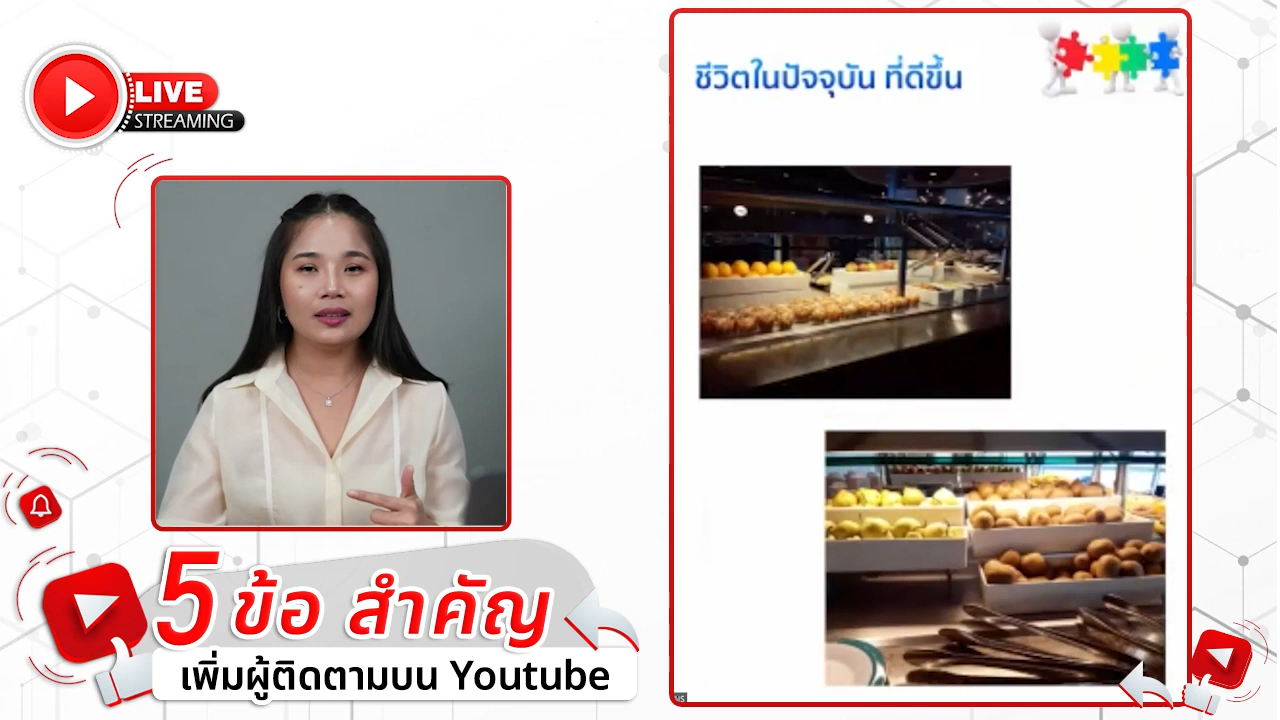 LIVE
STREAMING
ชีวิตในปัจจุบัน ที่ดีขึ้น
5 ข้อ สำคัญ
เพิ่มผู้ติดตามบน Youtube